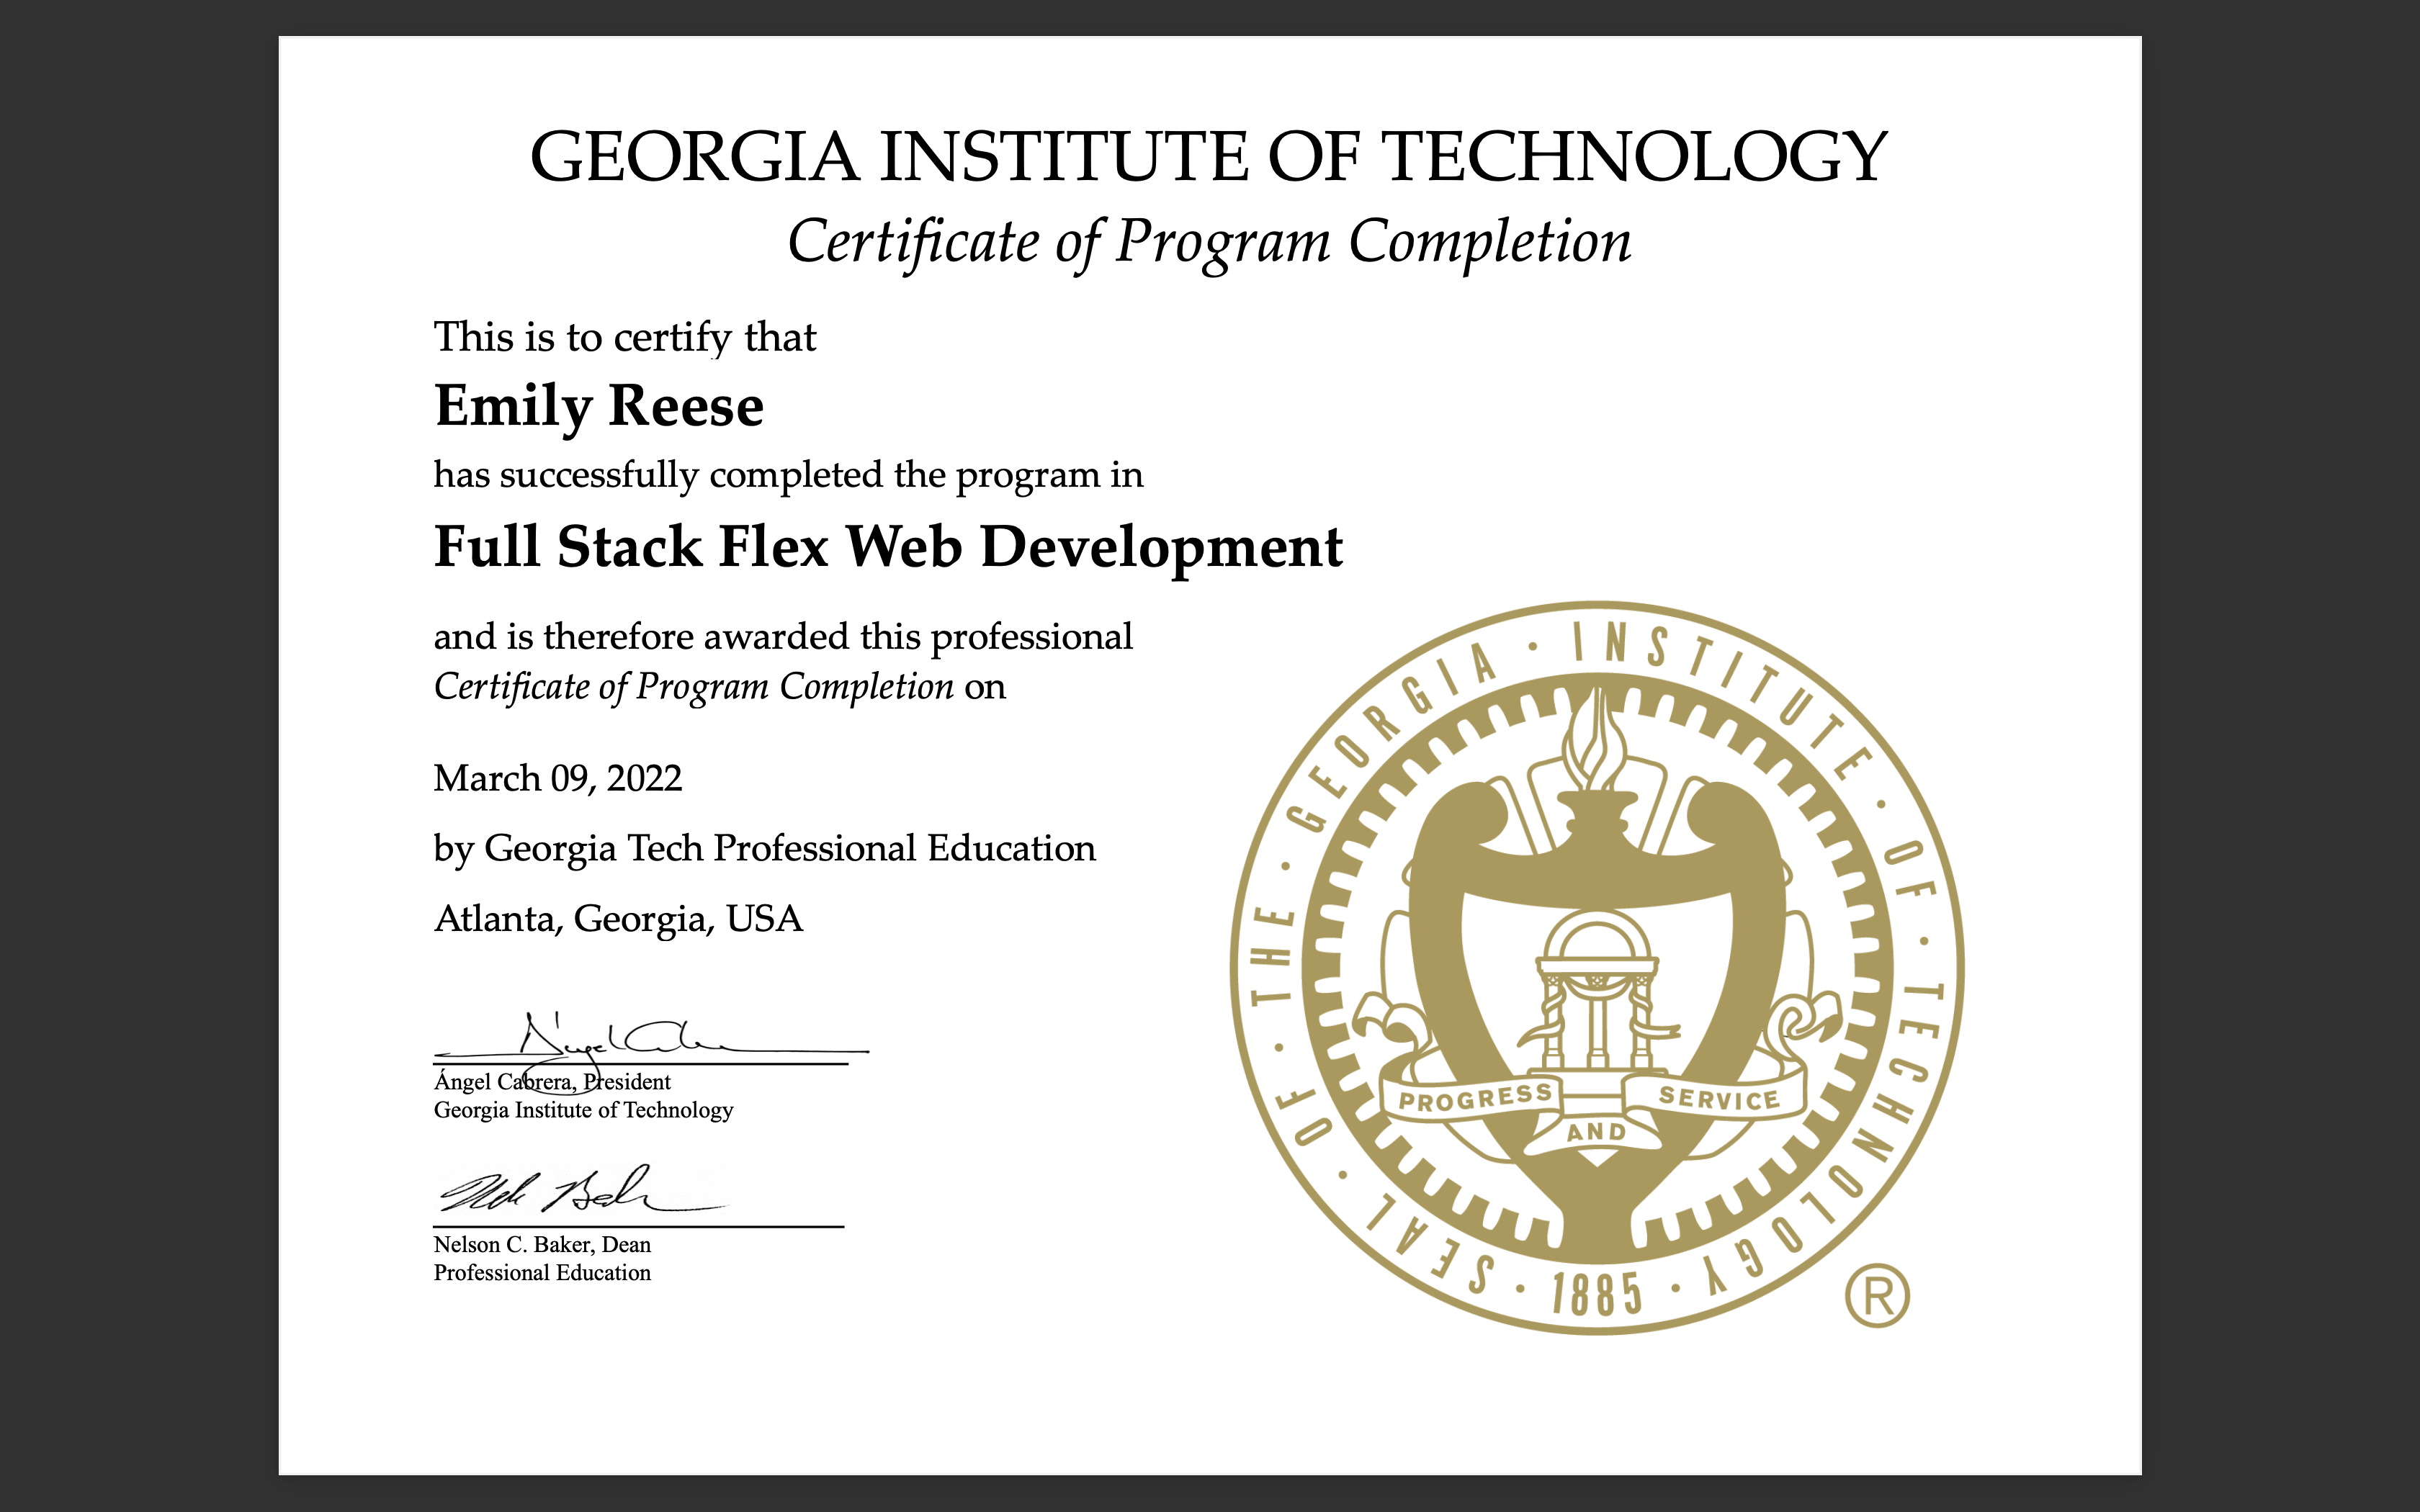 GEORGIA INSTITUTE OF TECHNOLOGY
Certificate of Program Completion
This is to certify that
Emily Reese
has successfully completed the program in
Full Stack Flex Web Development
and is therefore awarded this professional
Certificate of Program Completion on
March 09, 2022
by Georgia Tech Professional Education
Atlanta, Georgia, USA
Ángel Cabrera, President
Georgia Institute of Technology
Nelson C. Baker, Dean
Professional Education
SEAL · OF · THE · GEORGIA · INSTITUTE · OF · TECHNOLOGY · 1885
PROGRESS AND SERVICE
®